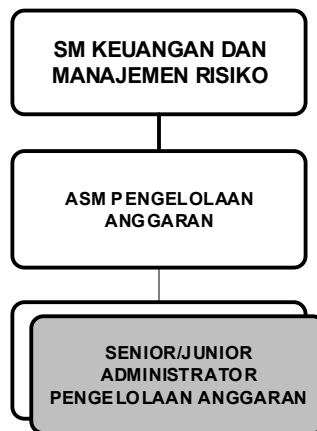 SM KEUANGAN DAN
MANAJEMEN RISIKO
ASM PENGELOLAAN
ANGGARAN
SENIOR/JUNIOR
ADMINISTRATOR
PENGELOLAAN ANGGARAN